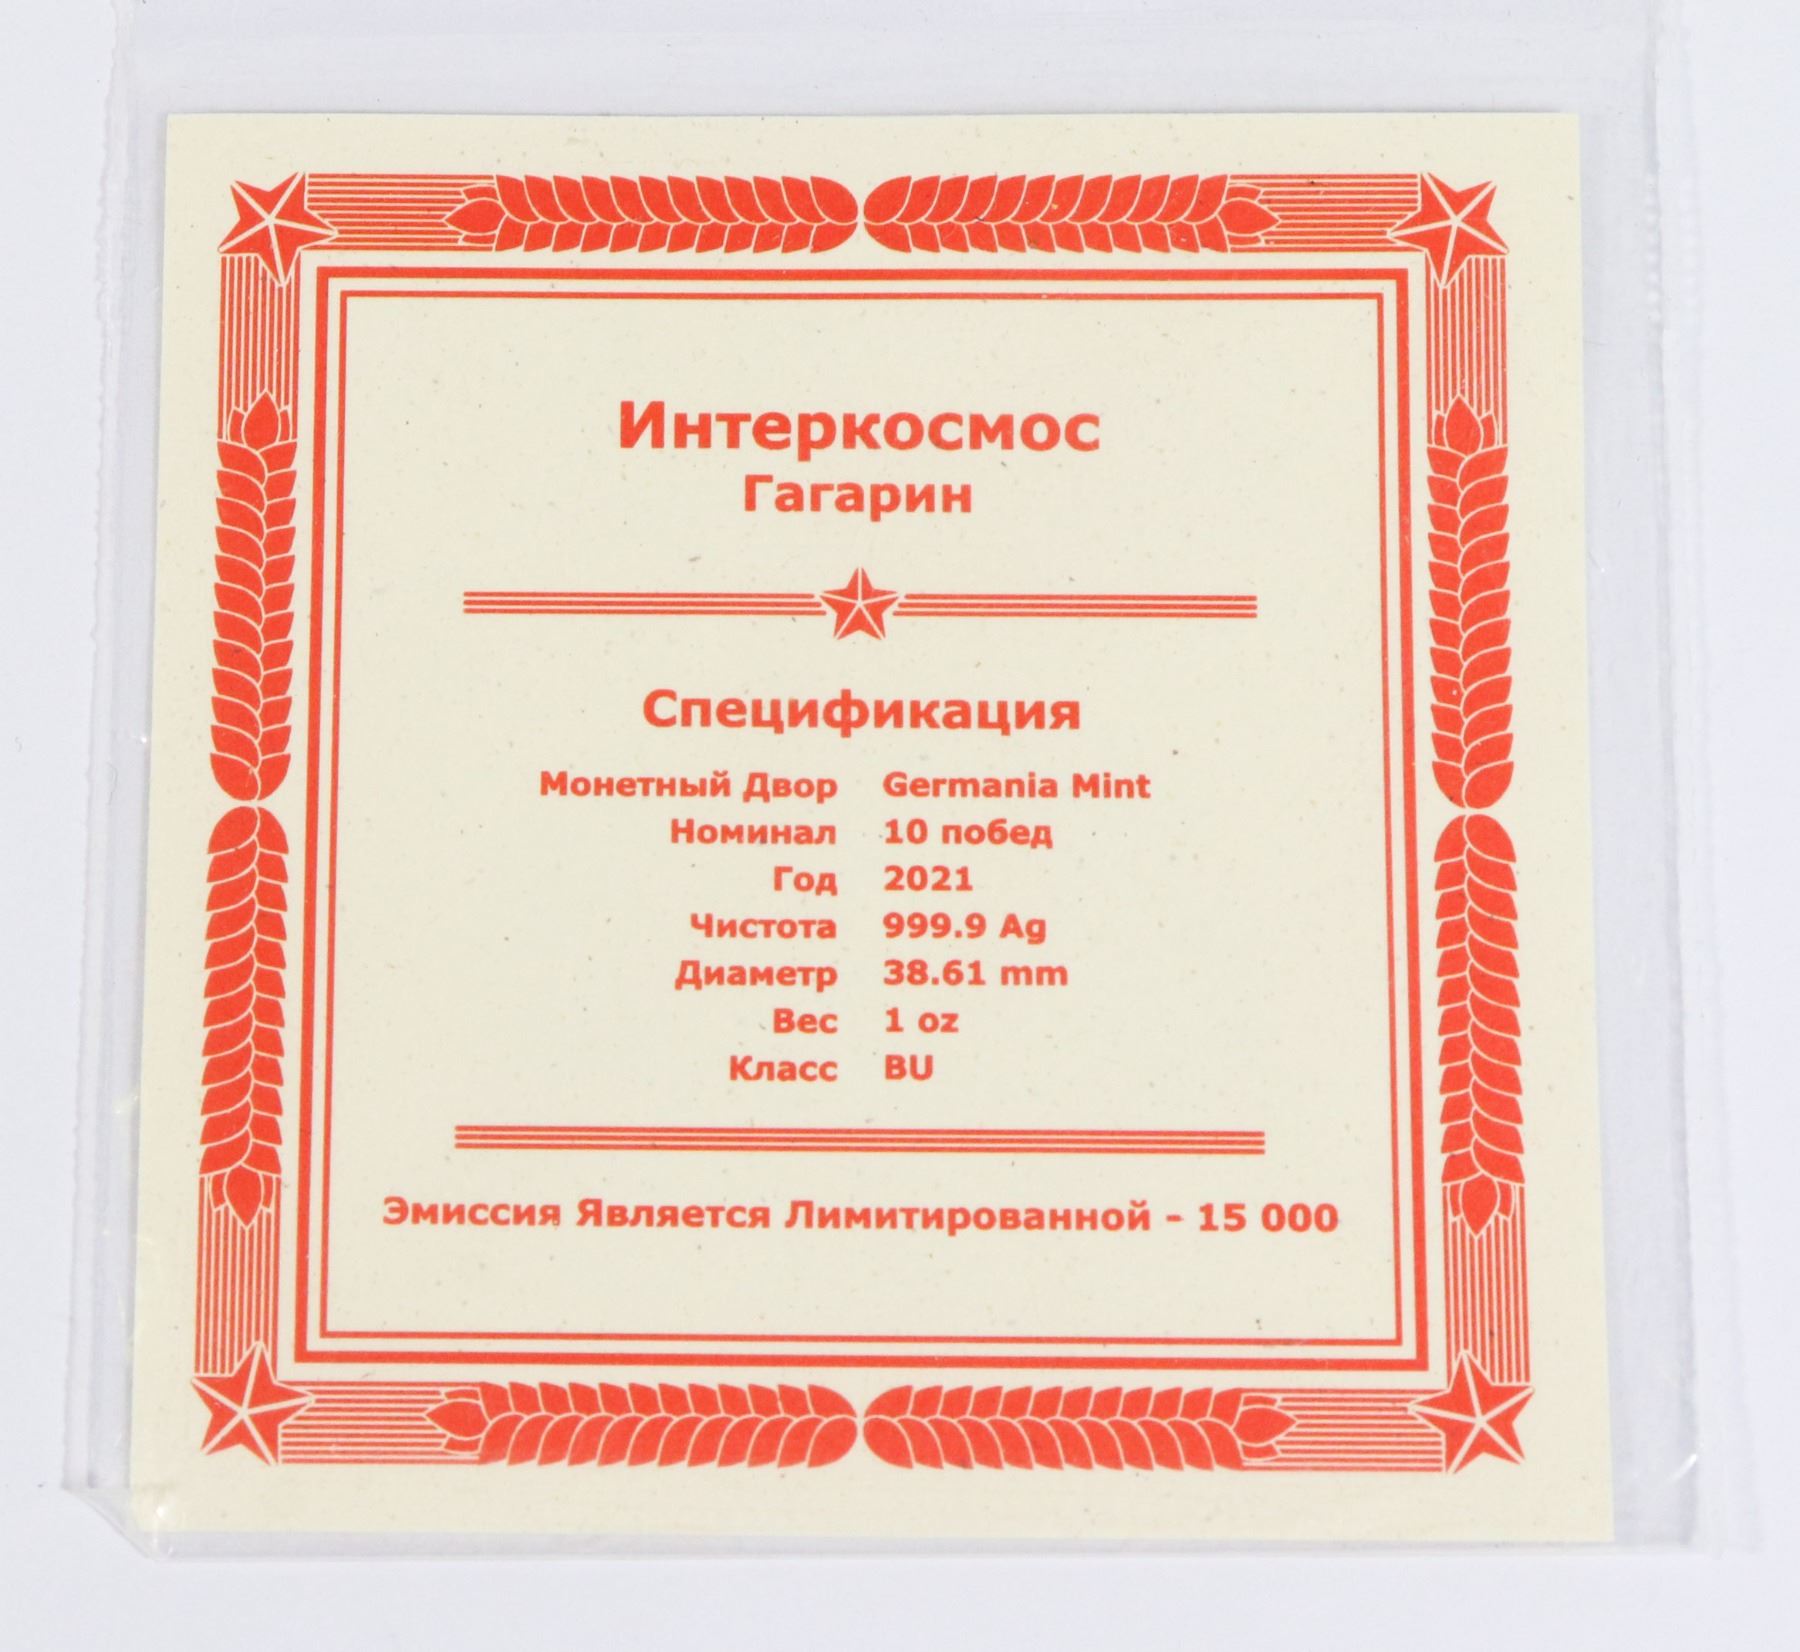 Интеркосмос
Гагарин
Спецификация
Монетный Двор Germania Mint
Номинал 10 побед
Год 2021
Чистота 999.9 Ag
Диаметр 38.61 mm
Вес 1 oz
Класс BU
Эмиссия Является Лимитированной - 15 000